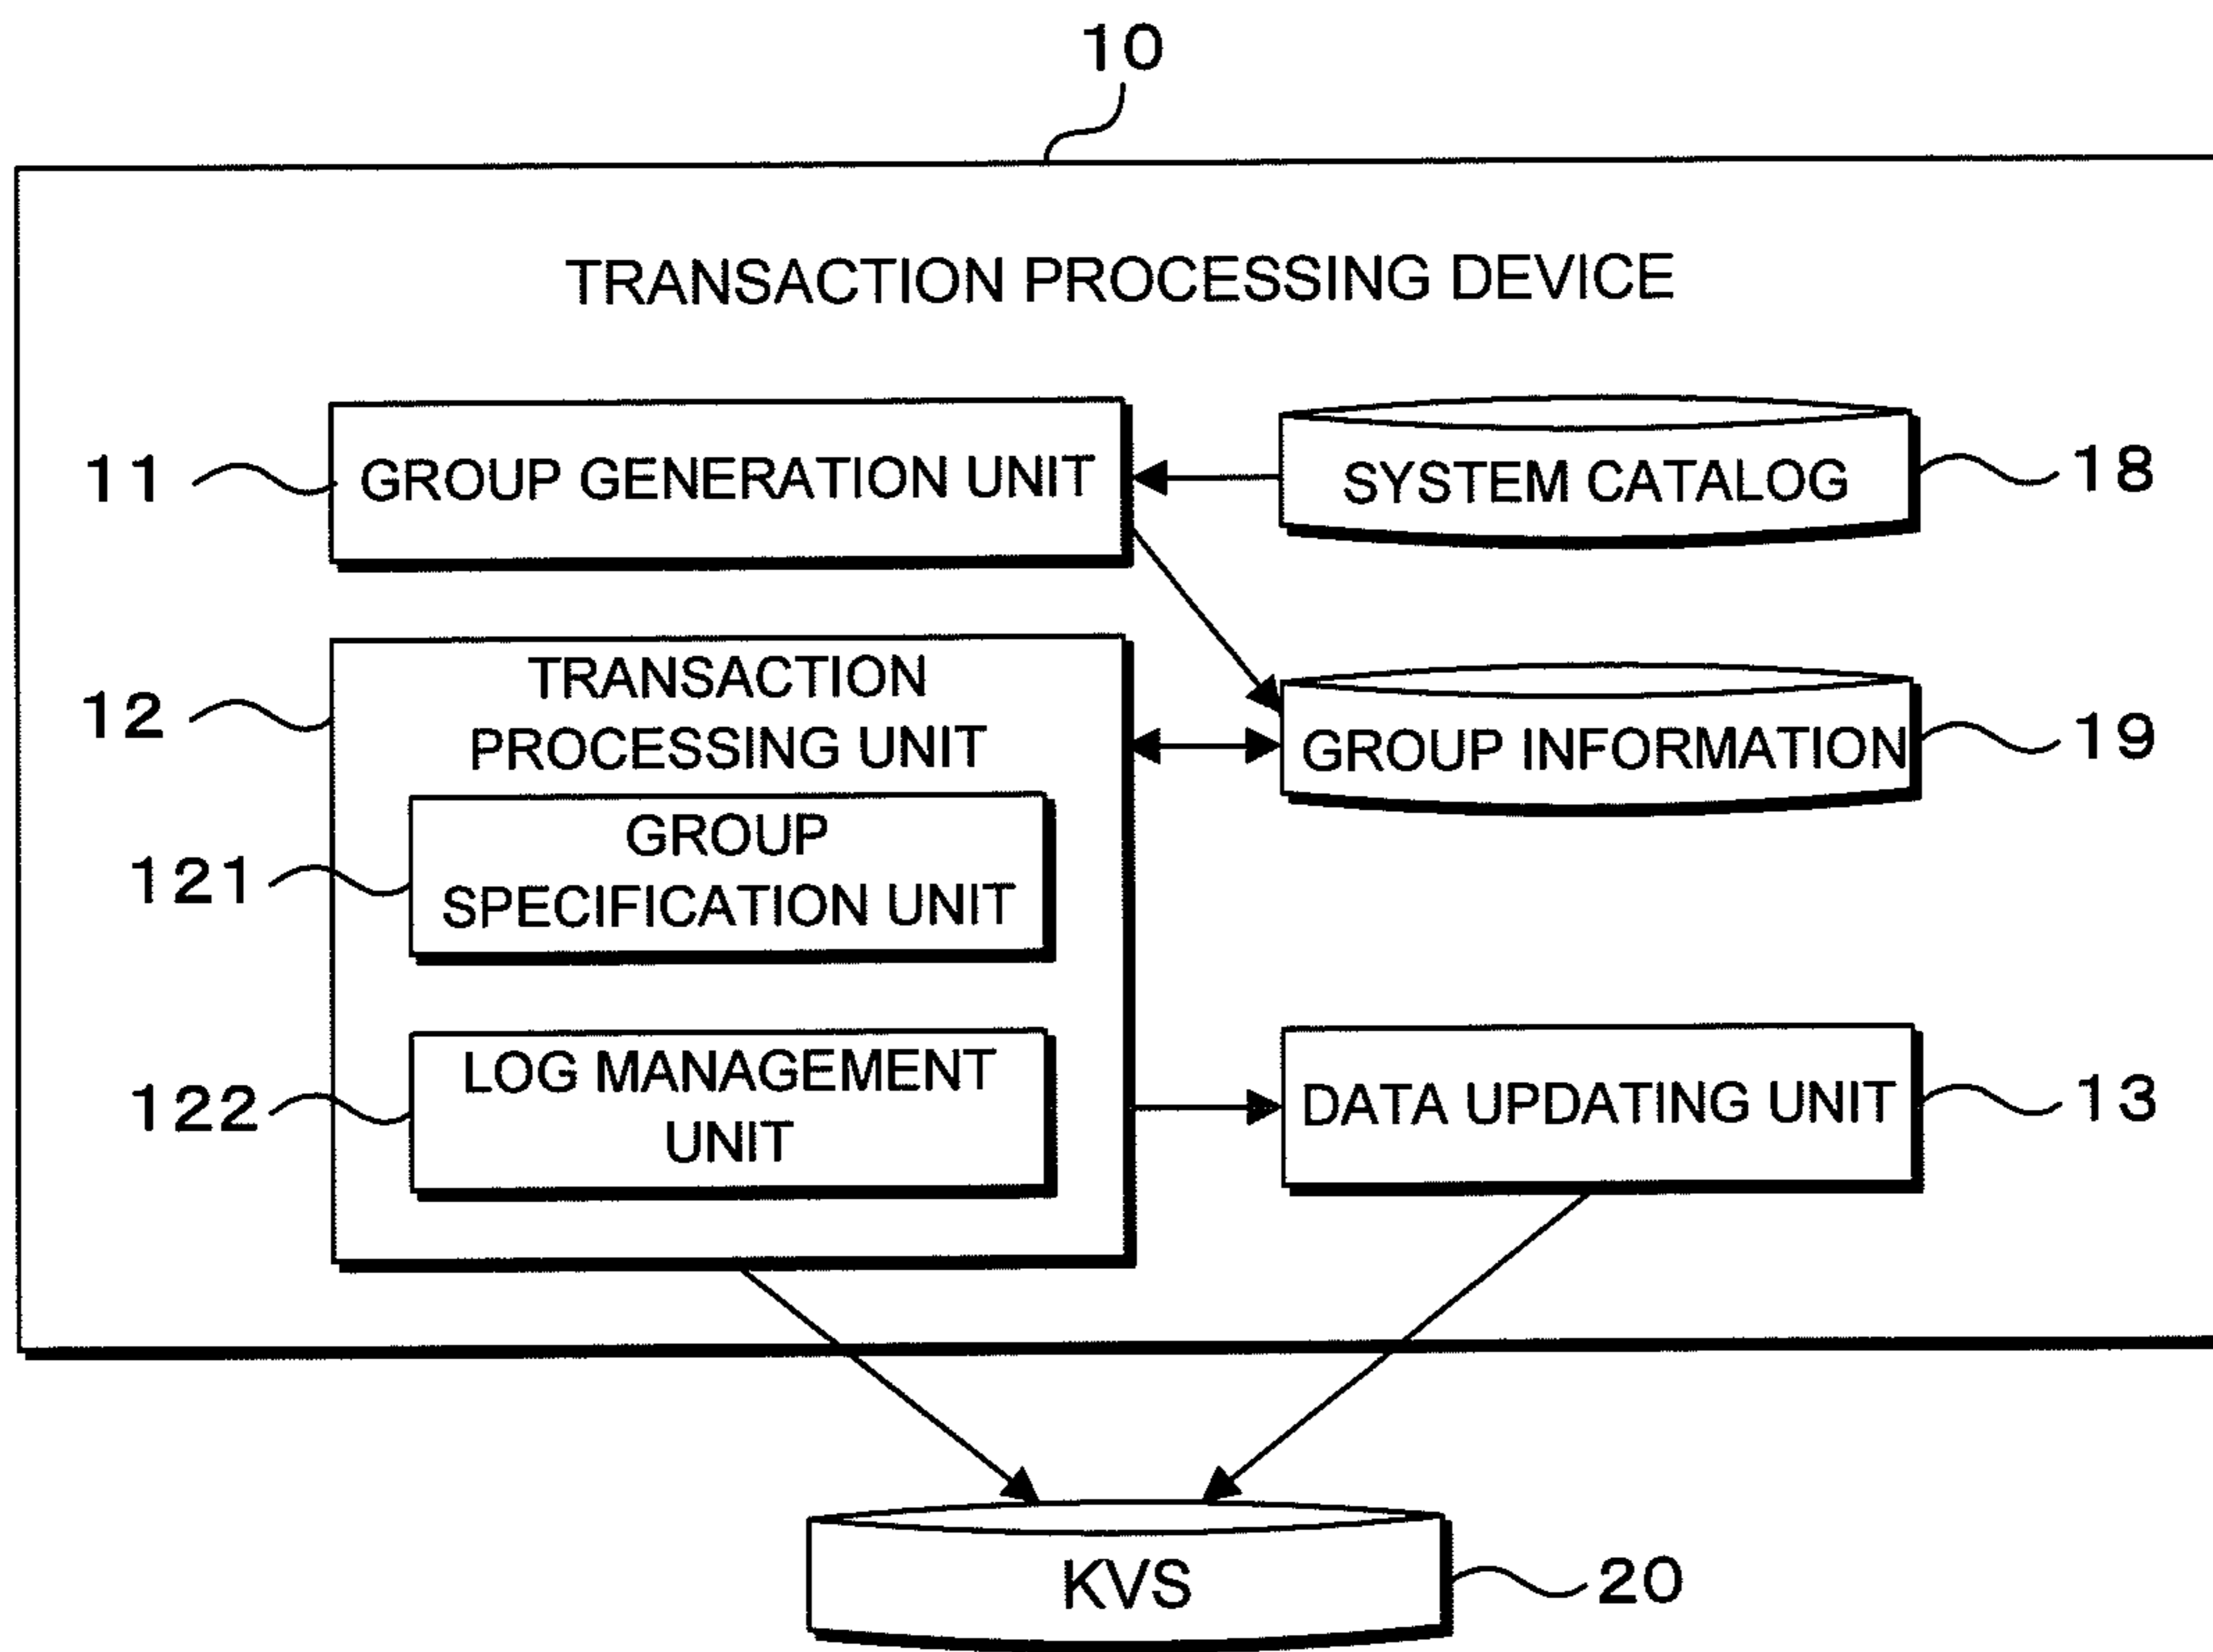 10
TRANSACTION PROCESSING DEVICE
11
GROUP GENERATION UNIT
SYSTEM CATALOG
18
12
TRANSACTION
PROCESSING UNIT
GROUP INFORMATION
19
121
GROUP
SPECIFICATION UNIT
122
LOG MANAGEMENT
UNIT
DATA UPDATING UNIT
13
KVS
20